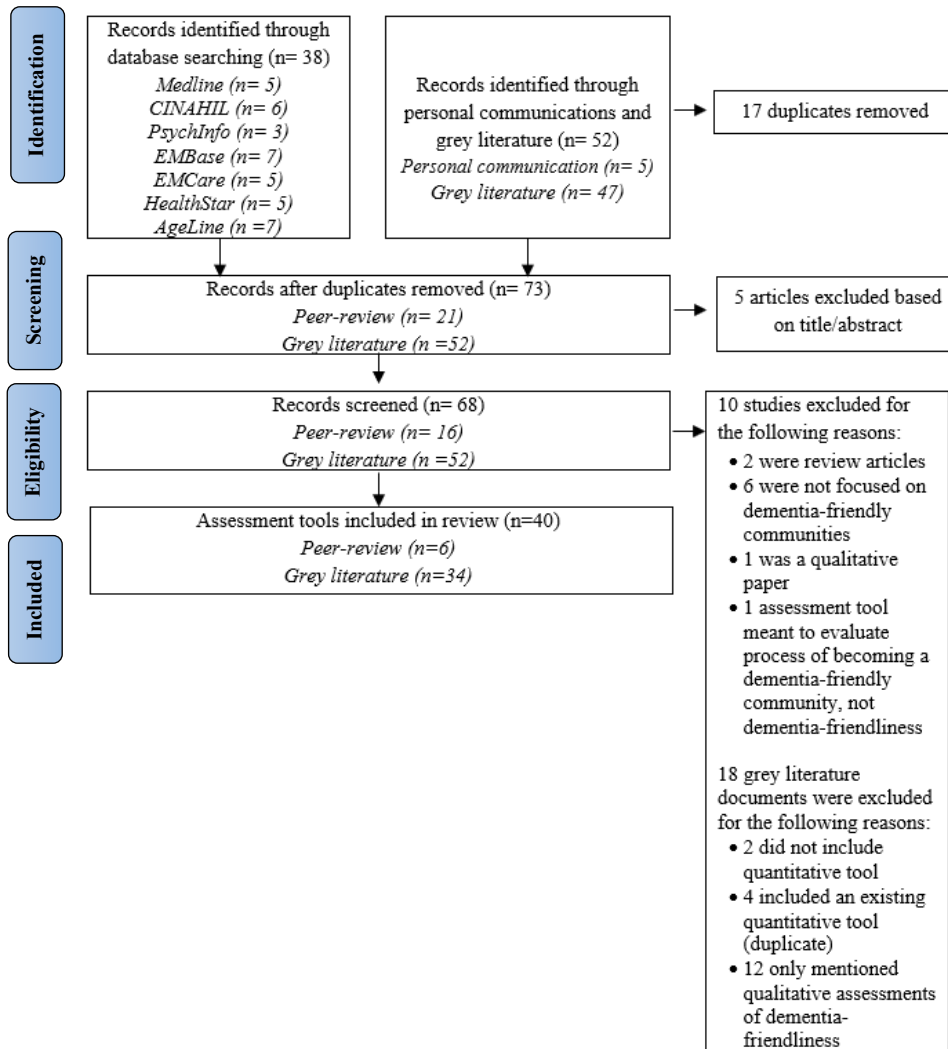 Identification
Records identified through
database searching (n= 38)
Medline (n= 5)
CINAHIL (n= 6)
PsychInfo (n= 3)
EMBase (n= 7)
EMCare (n= 5)
HealthStar (n= 5)
AgeLine (n =7)
Records identified through
personal communications and
grey literature (n= 52)
Personal communication (n= 5)
Grey literature (n= 47)
17 duplicates removed
Screening
Records after duplicates removed (n= 73)
Peer-review (n= 21)
Grey literature (n =52)
5 articles excluded based
on title/abstract
Eligibility
Records screened (n= 68)
Peer-review (n= 16)
Grey literature (n=52)
10 studies excluded for
the following reasons:
• 2 were review articles
• 6 were not focused on
dementia-friendly
communities
• 1 was a qualitative
paper
• 1 assessment tool
meant to evaluate
process of becoming a
dementia-friendly
community, not
dementia-friendliness
18 grey literature
documents were excluded
for the following reasons:
• 2 did not include
quantitative tool
• 4 included an existing
quantitative tool
(duplicate)
• 12 only mentioned
qualitative assessments
of dementia-
friendliness
Included
Assessment tools included in review (n=40)
Peer-review (n=6)
Grey literature (n=34)